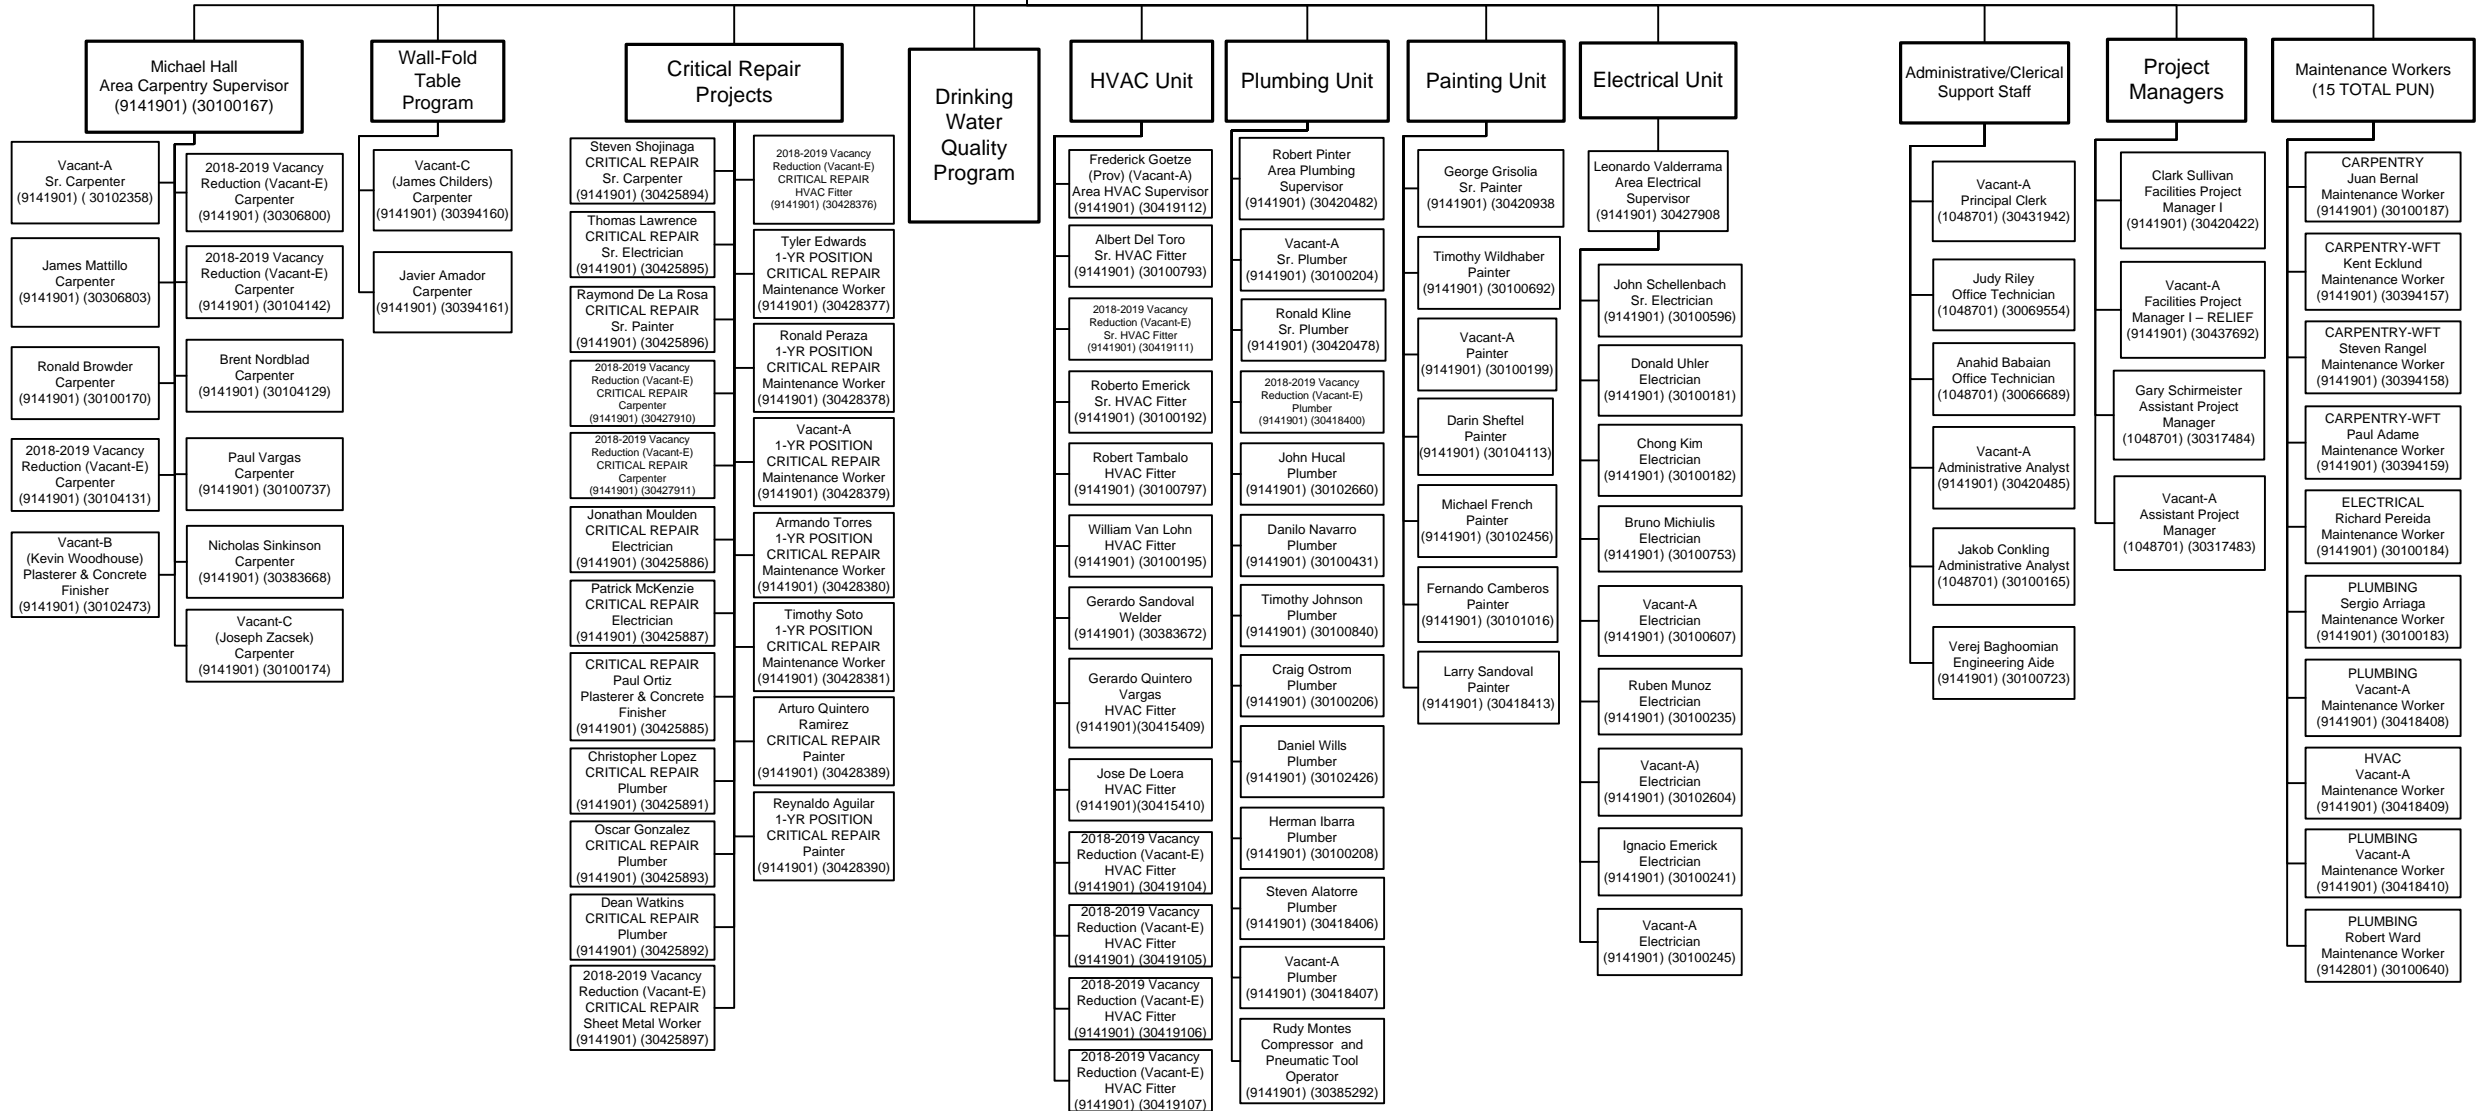 Michael Hall
Area Carpentry Supervisor
(9141901) (30100167)
Vacant-A
Sr. Carpenter
(9141901) ( 30102358)
James Mattillo
Carpenter
(9141901) (30306803)
Ronald Browder
Carpenter
(9141901) (30100170)
2018-2019 Vacancy
Reduction (Vacant-E)
Carpenter
(9141901) (30104131)
Vacant-B
(Kevin Woodhouse)
Plasterer & Concrete
Finisher
(9141901) (30102473)
2018-2019 Vacancy
Reduction (Vacant-E)
Carpenter
(9141901) (30306800)
2018-2019 Vacancy
Reduction (Vacant-E)
Carpenter
(9141901) (30104142)
Brent Nordblad
Carpenter
(9141901) (30104129)
Paul Vargas
Carpenter
(9141901) (30100737)
Nicholas Sinkinson
Carpenter
(9141901) (30383668)
Vacant-C
(Joseph Zacsek)
Carpenter
(9141901) (30100174)
Wall-Fold
Table
Program
Vacant-C
(James Childers)
Carpenter
(9141901) (30394160)
Javier Amador
Carpenter
(9141901) (30394161)
Critical Repair
Projects
Steven Shojinaga
CRITICAL REPAIR
Sr. Carpenter
(9141901) (30425894)
Thomas Lawrence
CRITICAL REPAIR
Sr. Electrician
(9141901) (30425895)
Raymond De La Rosa
CRITICAL REPAIR
Sr. Painter
(9141901) (30425896)
2018-2019 Vacancy
Reduction (Vacant-E)
CRITICAL REPAIR
Carpenter
(9141901) (30427910)
2018-2019 Vacancy
Reduction (Vacant-E)
CRITICAL REPAIR
Carpenter
(9141901) (30427911)
Jonathan Moulden
CRITICAL REPAIR
Electrician
(9141901) (30425886)
Patrick McKenzie
CRITICAL REPAIR
Electrician
(9141901) (30425887)
CRITICAL REPAIR
Paul Ortiz
Plasterer & Concrete
Finisher
(9141901) (30425885)
Christopher Lopez
CRITICAL REPAIR
Plumber
(9141901) (30425891)
Oscar Gonzalez
CRITICAL REPAIR
Plumber
(9141901) (30425893)
Dean Watkins
CRITICAL REPAIR
Plumber
(9141901) (30425892)
2018-2019 Vacancy
Reduction (Vacant-E)
CRITICAL REPAIR
Sheet Metal Worker
(9141901) (30425897)
2018-2019 Vacancy
Reduction (Vacant-E)
CRITICAL REPAIR
HVAC Fitter
(9141901) (30428376)
Tyler Edwards
1-YR POSITION
CRITICAL REPAIR
Maintenance Worker
(9141901) (30428377)
Ronald Peraza
1-YR POSITION
CRITICAL REPAIR
Maintenance Worker
(9141901) (30428378)
Vacant-A
1-YR POSITION
CRITICAL REPAIR
Maintenance Worker
(9141901) (30428379)
Armando Torres
1-YR POSITION
CRITICAL REPAIR
Maintenance Worker
(9141901) (30428380)
Timothy Soto
1-YR POSITION
CRITICAL REPAIR
Maintenance Worker
(9141901) (30428381)
Arturo Quintero
Ramirez
CRITICAL REPAIR
Painter
(9141901) (30428389)
Reynaldo Aguilar
1-YR POSITION
CRITICAL REPAIR
Painter
(9141901) (30428390)
Drinking
Water
Quality
Program
HVAC Unit
Frederick Goetze
(Prov) (Vacant-A)
Area HVAC Supervisor
(9141901) (30419112)
Albert Del Toro
Sr. HVAC Fitter
(9141901) (30100793)
2018-2019 Vacancy
Reduction (Vacant-E)
Sr. HVAC Fitter
(9141901) (30419111)
Roberto Emerick
Sr. HVAC Fitter
(9141901) (30100192)
Robert Tambalo
HVAC Fitter
(9141901) (30100797)
William Van Lohn
HVAC Fitter
(9141901) (30100195)
Gerardo Sandoval
Welder
(9141901) (30383672)
Gerardo Quintero
Vargas
HVAC Fitter
(9141901)(30415409)
Jose De Loera
HVAC Fitter
(9141901)(30415410)
2018-2019 Vacancy
Reduction (Vacant-E)
HVAC Fitter
(9141901) (30419104)
2018-2019 Vacancy
Reduction (Vacant-E)
HVAC Fitter
(9141901) (30419105)
2018-2019 Vacancy
Reduction (Vacant-E)
HVAC Fitter
(9141901) (30419106)
2018-2019 Vacancy
Reduction (Vacant-E)
HVAC Fitter
(9141901) (30419107)
Plumbing Unit
Robert Pinter
Area Plumbing
Supervisor
(9141901) (30420482)
Vacant-A
Sr. Plumber
(9141901) (30100204)
Ronald Kline
Sr. Plumber
(9141901) (30420478)
2018-2019 Vacancy
Reduction (Vacant-E)
Plumber
(9141901) (30418400)
John Hucal
Plumber
(9141901) (30102660)
Danilo Navarro
Plumber
(9141901) (30100431)
Timothy Johnson
Plumber
(9141901) (30100840)
Craig Ostrom
Plumber
(9141901) (30100206)
Daniel Wills
Plumber
(9141901) (30102426)
Herman Ibarra
Plumber
(9141901) (30100208)
Steven Alatorre
Plumber
(9141901) (30418406)
Vacant-A
Plumber
(9141901) (30418407)
Rudy Montes
Compressor and
Pneumatic Tool
Operator
(9141901) (30385292)
Painting Unit
George Grisolia
Sr. Painter
(9141901) (30420938
Timothy Wildhaber
Painter
(9141901) (30100692)
Vacant-A
Painter
(9141901) (30100199)
Darin Sheftel
Painter
(9141901) (30104113)
Michael French
Painter
(9141901) (30102456)
Fernando Camberos
Painter
(9141901) (30101016)
Larry Sandoval
Painter
(9141901) (30418413)
Electrical Unit
Leonardo Valderrama
Area Electrical
Supervisor
(9141901) 30427908)
John Schellenbach
Sr. Electrician
(9141901) (30100596)
Donald Uhler
Electrician
(9141901) (30100181)
Chong Kim
Electrician
(9141901) (30100182)
Bruno Michiulis
Electrician
(9141901) (30100753)
Vacant-A
Electrician
(9141901) (30100607)
Ruben Munoz
Electrician
(9141901) (30100235)
Vacant-A)
Electrician
(9141901) (30102604)
Ignacio Emerick
Electrician
(9141901) (30100241)
Vacant-A
Electrician
(9141901) (30100245)
Administrative/Clerical
Support Staff
Vacant-A
Principal Clerk
(1048701) (30431942)
Judy Riley
Office Technician
(1048701) (30069554)
Anahid Babaian
Office Technician
(1048701) (30066689)
Vacant-A
Administrative Analyst
(9141901) (30420485)
Jakob Conkling
Administrative Analyst
(1048701) (30100165)
Verej Baghoomian
Engineering Aide
(9141901) (30100723)
Project
Managers
Clark Sullivan
Facilities Project
Manager I
(9141901) (30420422)
Vacant-A
Facilities Project
Manager I – RELIEF
(9141901) (30437692)
Gary Schirmeister
Assistant Project
Manager
(1048701) (30317484)
Vacant-A
Assistant Project
Manager
(1048701) (30317483)
Maintenance Workers
(15 TOTAL PUN)
CARPENTRY
Juan Bernal
Maintenance Worker
(9141901) (30100187)
CARPENTRY-WFT
Kent Ecklund
Maintenance Worker
(9141901) (30394157)
CARPENTRY-WFT
Steven Rangel
Maintenance Worker
(9141901) (30394158)
CARPENTRY-WFT
Paul Adame
Maintenance Worker
(9141901) (30394159)
ELECTRICAL
Richard Pereida
Maintenance Worker
(9141901) (30100184)
PLUMBING
Sergio Arriaga
Maintenance Worker
(9141901) (30100183)
PLUMBING
Vacant-A
Maintenance Worker
(9141901) (30418408)
HVAC
Vacant-A
Maintenance Worker
(9141901) (30418409)
PLUMBING
Vacant-A
Maintenance Worker
(9141901) (30418410)
PLUMBING
Robert Ward
Maintenance Worker
(9142801) (30100640)